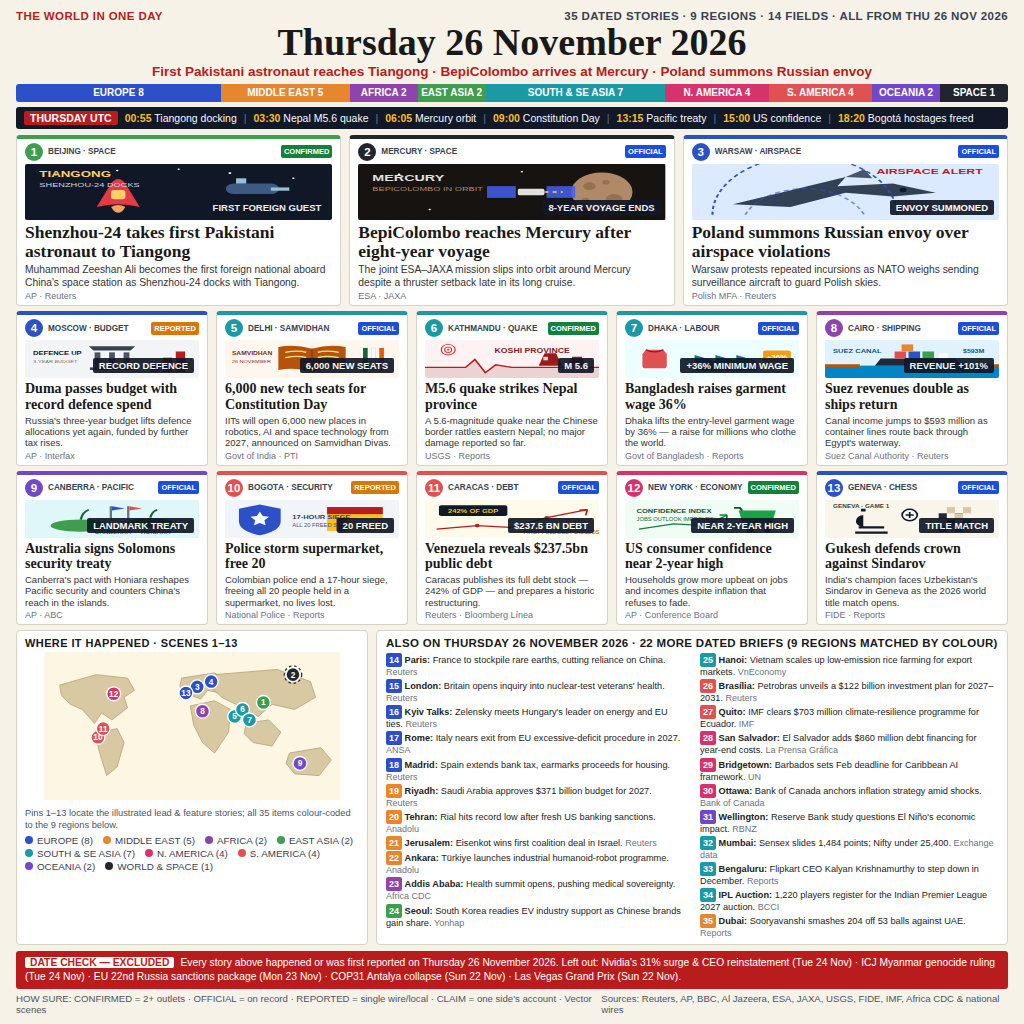 THE WORLD IN ONE DAY
35 DATED STORIES · 9 REGIONS · 14 FIELDS · ALL FROM THU 26 NOV 2026
Thursday 26 November 2026
First Pakistani astronaut reaches Tiangong · BepiColombo arrives at Mercury · Poland summons Russian envoy
EUROPE 8 MIDDLE EAST 5 AFRICA 2 EAST ASIA 2 SOUTH & SE ASIA 7 N. AMERICA 4 S. AMERICA 4 OCEANIA 2 SPACE 1
THURSDAY UTC 00:55 Tiangong docking | 03:30 Nepal M5.6 quake | 06:05 Mercury orbit | 09:00 Constitution Day | 13:15 Pacific treaty | 15:00 US confidence | 18:20 Bogotá hostages freed
1 BEIJING · SPACE CONFIRMED
TIANGONG
SHENZHOU-24 DOCKS
FIRST FOREIGN GUEST
Shenzhou-24 takes first Pakistani
astronaut to Tiangong
Muhammad Zeeshan Ali becomes the first foreign national aboard
China's space station as Shenzhou-24 docks with Tiangong.
AP · Reuters
2 MERCURY · SPACE OFFICIAL
MERCURY
BEPICOLOMBO IN ORBIT
8-YEAR VOYAGE ENDS
BepiColombo reaches Mercury after
eight-year voyage
The joint ESA–JAXA mission slips into orbit around Mercury
despite a thruster setback late in its long cruise.
ESA · JAXA
3 WARSAW · AIRSPACE OFFICIAL
AIRSPACE ALERT
ENVOY SUMMONED
Poland summons Russian envoy over
airspace violations
Warsaw protests repeated incursions as NATO weighs sending
surveillance aircraft to guard Polish skies.
Polish MFA · Reuters
4 MOSCOW · BUDGET REPORTED
DEFENCE UP
3-YEAR BUDGET
RECORD DEFENCE
Duma passes budget with
record defence spend
Russia's three-year budget lifts defence
allocations yet again, funded by further
tax rises.
AP · Interfax
5 DELHI · SAMVIDHAN OFFICIAL
SAMVIDHAN
26 NOVEMBER
6,000 NEW SEATS
6,000 new tech seats for
Constitution Day
IITs will open 6,000 new places in
robotics, AI and space technology from
2027, announced on Samvidhan Divas.
Govt of India · PTI
6 KATHMANDU · QUAKE CONFIRMED
KOSHI PROVINCE
M 5.6
M5.6 quake strikes Nepal
province
A 5.6-magnitude quake near the Chinese
border rattles eastern Nepal; no major
damage reported so far.
USGS · Reports
7 DHAKA · LABOUR OFFICIAL
+36% MINIMUM WAGE
Bangladesh raises garment
wage 36%
Dhaka lifts the entry-level garment wage
by 36% — a raise for millions who clothe
the world.
Govt of Bangladesh · Reports
8 CAIRO · SHIPPING OFFICIAL
SUEZ CANAL
$593M
REVENUE +101%
Suez revenues double as
ships return
Canal income jumps to $593 million as
container lines route back through
Egypt's waterway.
Suez Canal Authority · Reuters
9 CANBERRA · PACIFIC OFFICIAL
LANDMARK TREATY
Australia signs Solomons
security treaty
Canberra's pact with Honiara reshapes
Pacific security and counters China's
reach in the islands.
AP · ABC
10 BOGOTA · SECURITY REPORTED
17-HOUR SIEGE
ALL 20 FREED
20 FREED
Police storm supermarket,
free 20
Colombian police end a 17-hour siege,
freeing all 20 people held in a
supermarket, no lives lost.
National Police · Reports
11 CARACAS · DEBT OFFICIAL
242% OF GDP
$237.5 BN DEBT
Venezuela reveals $237.5bn
public debt
Caracas publishes its full debt stock —
242% of GDP — and prepares a historic
restructuring.
Reuters · Bloomberg Línea
12 NEW YORK · ECONOMY CONFIRMED
CONFIDENCE INDEX
JOBS OUTLOOK
NEAR 2-YEAR HIGH
US consumer confidence
near 2-year high
Households grow more upbeat on jobs
and incomes despite inflation that
refuses to fade.
AP · Conference Board
13 GENEVA · CHESS OFFICIAL
GENEVA · GAME 1
TITLE MATCH
Gukesh defends crown
against Sindarov
India's champion faces Uzbekistan's
Sindarov in Geneva as the 2026 world
title match opens.
FIDE · Reports
WHERE IT HAPPENED · SCENES 1–13
12 11 10 13 3 4 8 2 1 5 6 7 9
Pins 1–13 locate the illustrated lead & feature stories; all 35 items colour-coded
to the 9 regions below.
EUROPE (8) MIDDLE EAST (5) AFRICA (2) EAST ASIA (2)
SOUTH & SE ASIA (7) N. AMERICA (4) S. AMERICA (4)
OCEANIA (2) WORLD & SPACE (1)
ALSO ON THURSDAY 26 NOVEMBER 2026 · 22 MORE DATED BRIEFS (9 REGIONS MATCHED BY COLOUR)
14 Paris: France to stockpile rare earths, cutting reliance on China.
Reuters
15 London: Britain opens inquiry into nuclear-test veterans' health.
Reuters
16 Kyiv Talks: Zelensky meets Hungary's leader on energy and EU
ties. Reuters
17 Rome: Italy nears exit from EU excessive-deficit procedure in 2027.
ANSA
18 Madrid: Spain extends bank tax, earmarks proceeds for housing.
Reuters
19 Riyadh: Saudi Arabia approves $371 billion budget for 2027.
Reuters
20 Tehran: Rial hits record low after fresh US banking sanctions.
Anadolu
21 Jerusalem: Eisenkot wins first coalition deal in Israel. Reuters
22 Ankara: Türkiye launches industrial humanoid-robot programme.
Anadolu
23 Addis Ababa: Health summit opens, pushing medical sovereignty.
Africa CDC
24 Seoul: South Korea readies EV industry support as Chinese brands
gain share. Yonhap
25 Hanoi: Vietnam scales up low-emission rice farming for export
markets. VnEconomy
26 Brasília: Petrobras unveils a $122 billion investment plan for 2027–
2031. Reuters
27 Quito: IMF clears $703 million climate-resilience programme for
Ecuador. IMF
28 San Salvador: El Salvador adds $860 million debt financing for
year-end costs. La Prensa Gráfica
29 Bridgetown: Barbados sets Feb deadline for Caribbean AI
framework. UN
30 Ottawa: Bank of Canada anchors inflation strategy amid shocks.
Bank of Canada
31 Wellington: Reserve Bank study questions El Niño's economic
impact. RBNZ
32 Mumbai: Sensex slides 1,484 points; Nifty under 25,400. Exchange
data
33 Bengaluru: Flipkart CEO Kalyan Krishnamurthy to step down in
December. Reports
34 IPL Auction: 1,220 players register for the Indian Premier League
2027 auction. BCCI
35 Dubai: Sooryavanshi smashes 204 off 53 balls against UAE.
Reports
DATE CHECK — EXCLUDED Every story above happened or was first reported on Thursday 26 November 2026. Left out: Nvidia's 31% surge & CEO reinstatement (Tue 24 Nov) · ICJ Myanmar genocide ruling
(Tue 24 Nov) · EU 22nd Russia sanctions package (Mon 23 Nov) · COP31 Antalya collapse (Sun 22 Nov) · Las Vegas Grand Prix (Sun 22 Nov).
HOW SURE: CONFIRMED = 2+ outlets · OFFICIAL = on record · REPORTED = single wire/local · CLAIM = one side's account · Vector
scenes
Sources: Reuters, AP, BBC, Al Jazeera, ESA, JAXA, USGS, FIDE, IMF, Africa CDC & national
wires